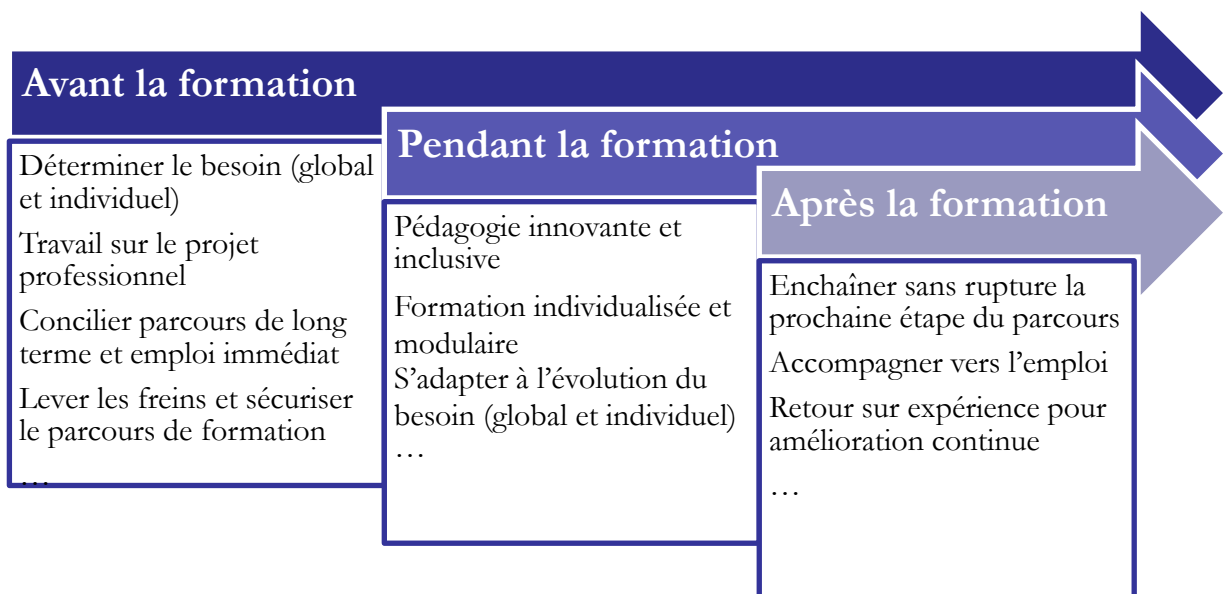 Avant la formation
Déterminer le besoin (global
et individuel)
Travail sur le projet
professionnel
Concilier parcours de long
terme et emploi immédiat
Lever les freins et sécuriser
le parcours de formation
…
Pendant la formation
Pédagogie innovante et
inclusive
Formation individualisée et
modulaire
S’adapter à l’évolution du
besoin (global et individuel)
…
Après la formation
Enchaîner sans rupture la
prochaine étape du parcours
Accompagner vers l’emploi
Retour sur expérience pour
amélioration continue
…